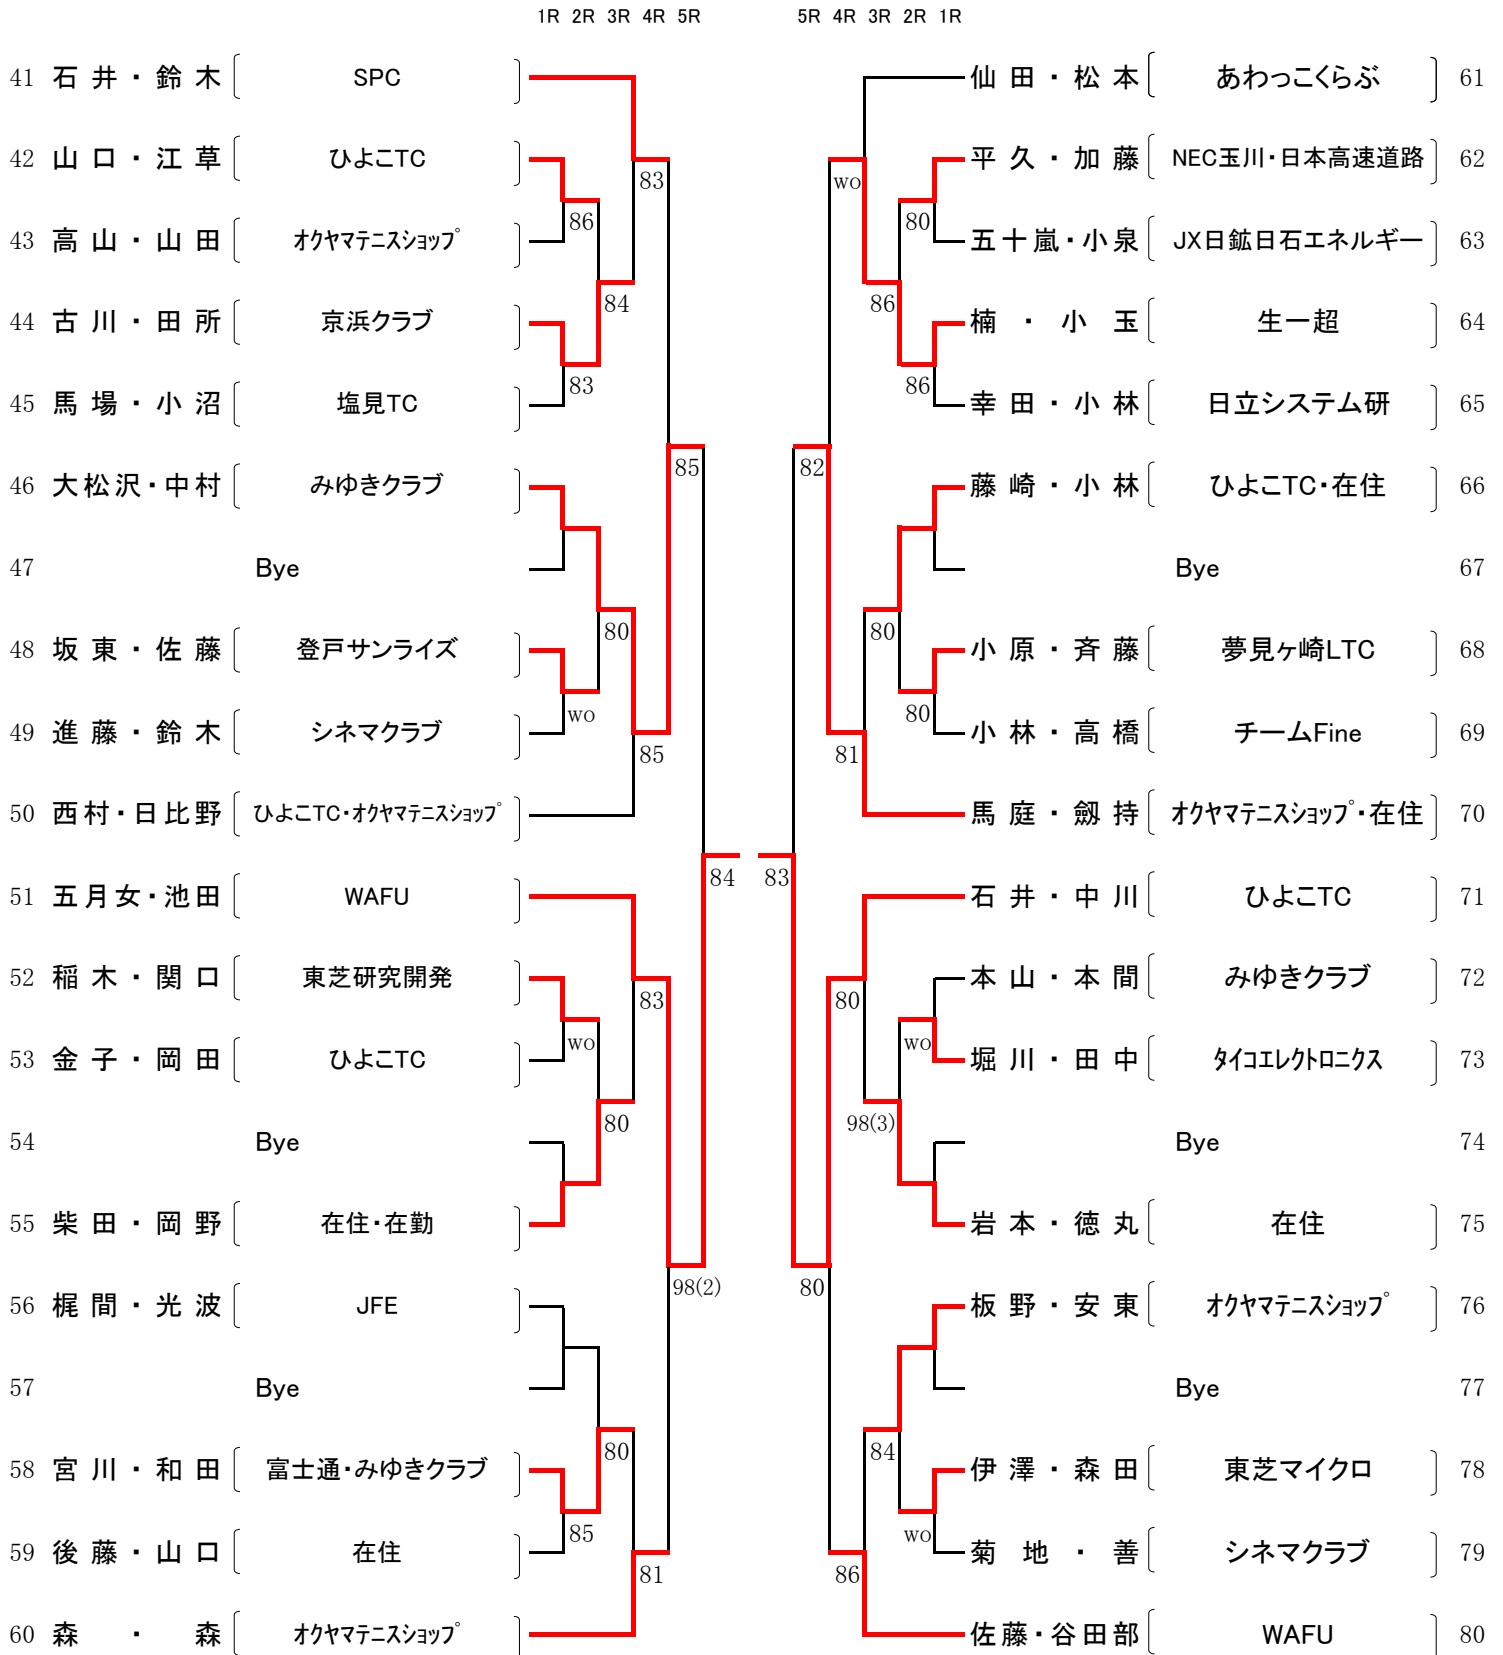 1R 2R 3R 4R 5R 5R 4R 3R 2R 1R
41 石井・鈴木 SPC 仙田・松本 あわっこくらぶ 61
42 山口・江草 ひよこTC 83 wo 平久・加藤 NEC玉川・日本高速道路 62
86 80
43 高山・山田 オクヤマテニスショップ 五十嵐・小泉 JX日鉱日石エネルギー 63
84 86
44 古川・田所 京浜クラブ 楠・小玉 生一超 64
83 86
45 馬場・小沼 塩見TC 幸田・小林 日立システム研 65
85 82
46 大松沢・中村 みゆきクラブ 藤崎・小林 ひよこTC・在住 66
47 Bye Bye 67
80 80
48 坂東・佐藤 登戸サンライズ 小原・斉藤 夢見ヶ崎LTC 68
wo 80
49 進藤・鈴木 シネマクラブ 小林・高橋 チームFine 69
85 81
50 西村・日比野 ひよこTC・オクヤマテニスショップ 馬庭・劔持 オクヤマテニスショップ・在住 70
84 83
51 五月女・池田 WAFU 石井・中川 ひよこTC 71
52 稲木・関口 東芝研究開発 本山・本間 みゆきクラブ 72
83 80
wo wo
53 金子・岡田 ひよこTC 堀川・田中 タイコエレクトロニクス 73
80 98(3)
54 Bye Bye 74
55 柴田・岡野 在住・在勤 岩本・徳丸 在住 75
98(2) 80
56 梶間・光波 JFE 板野・安東 オクヤマテニスショップ 76
57 Bye Bye 77
80 84
58 宮川・和田 富士通・みゆきクラブ 伊澤・森田 東芝マイクロ 78
85 wo
59 後藤・山口 在住 菊地・善 シネマクラブ 79
81 86
60 森・森 オクヤマテニスショップ 佐藤・谷田部 WAFU 80